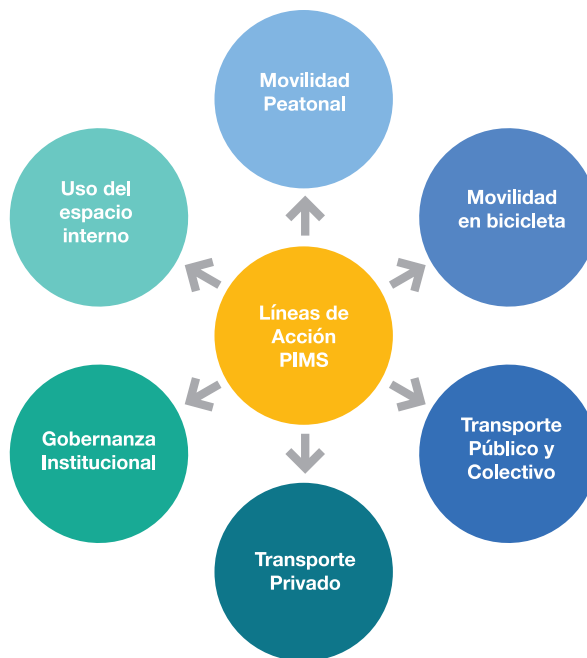 Movilidad
Peatonal
Uso del
espacio
interno
Movilidad
en bicicleta
Líneas de
Acción
PIMS
Gobernanza
Institucional
Transporte
Público y
Colectivo
Transporte
Privado